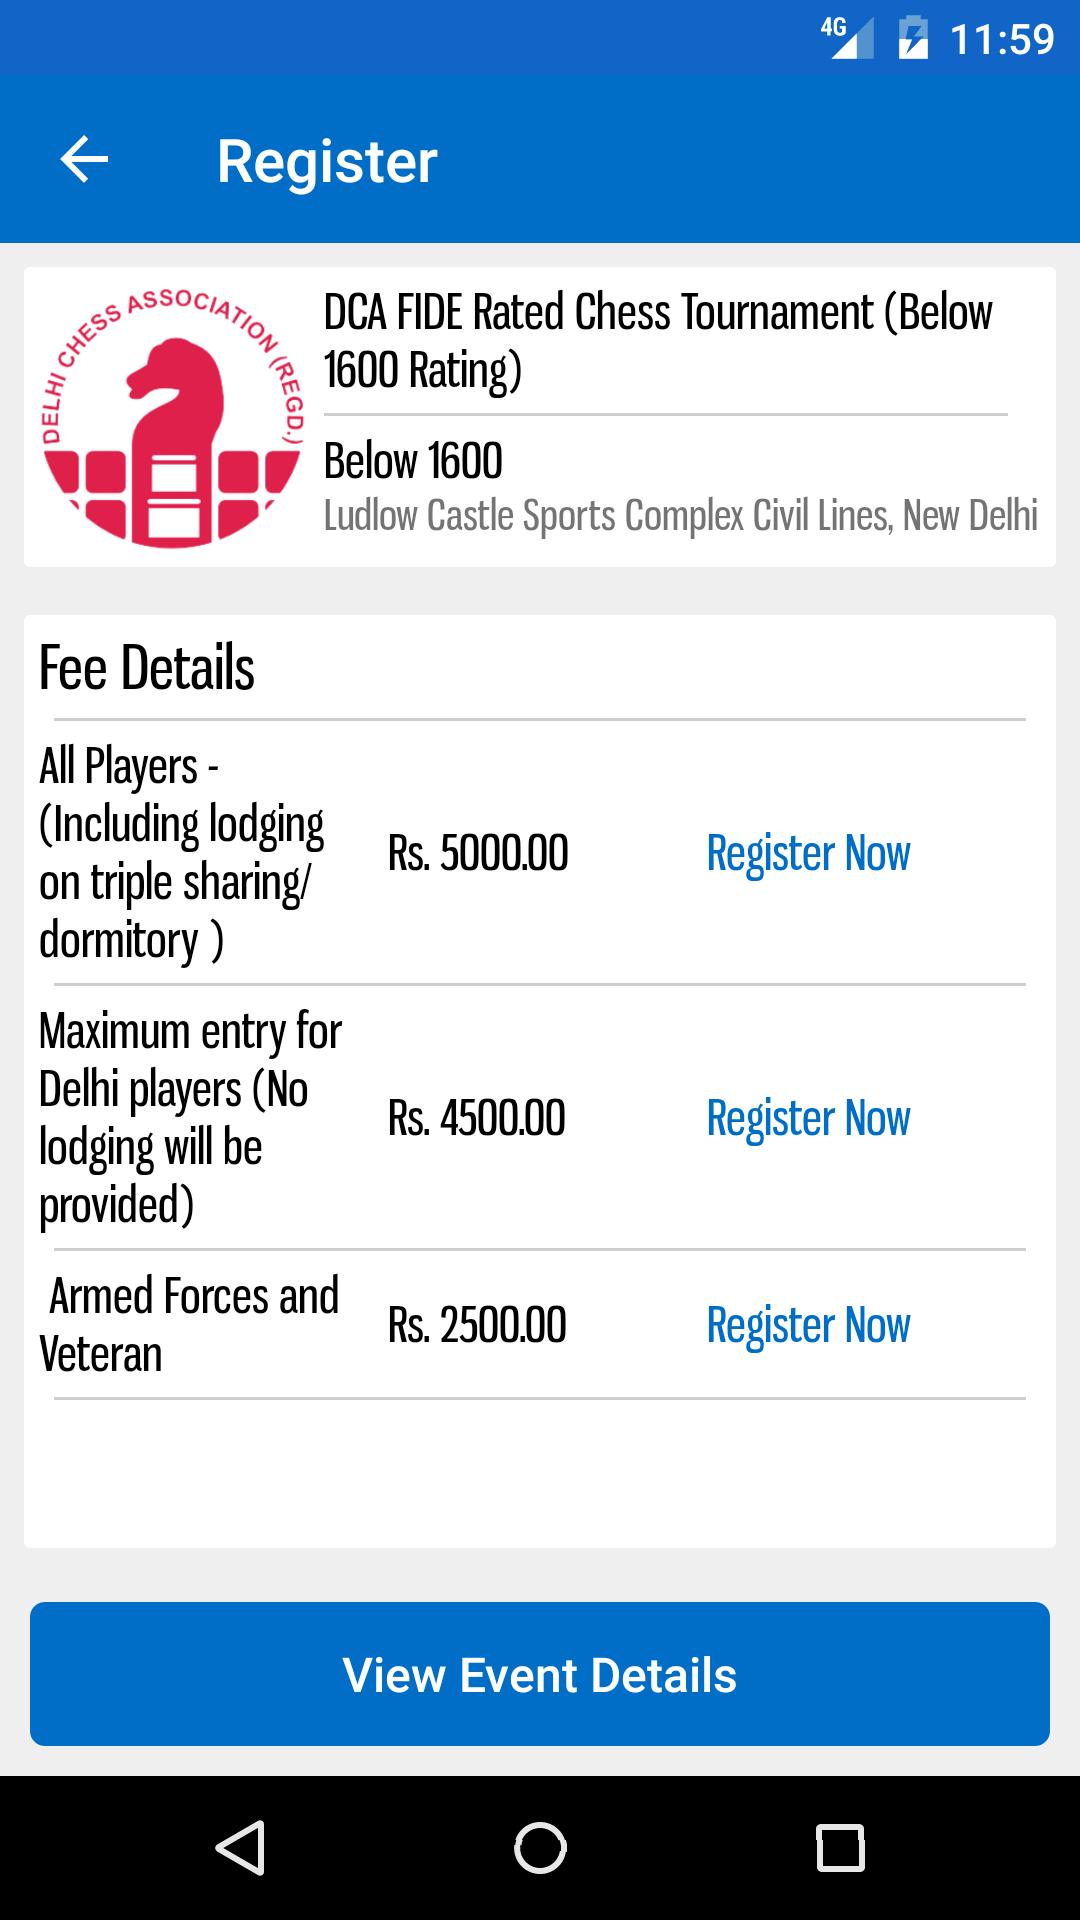 4G 11:59
Register
DELHI CHESS ASSOCIATION (REGD.)
DCA FIDE Rated Chess Tournament (Below
1600 Rating)
Below 1600
Ludlow Castle Sports Complex Civil Lines, New Delhi
Fee Details
All Players -
(Including lodging
on triple sharing/
dormitory )
Rs. 5000.00
Register Now
Maximum entry for
Delhi players (No
lodging will be
provided)
Rs. 4500.00
Register Now
Armed Forces and
Veteran
Rs. 2500.00
Register Now
View Event Details